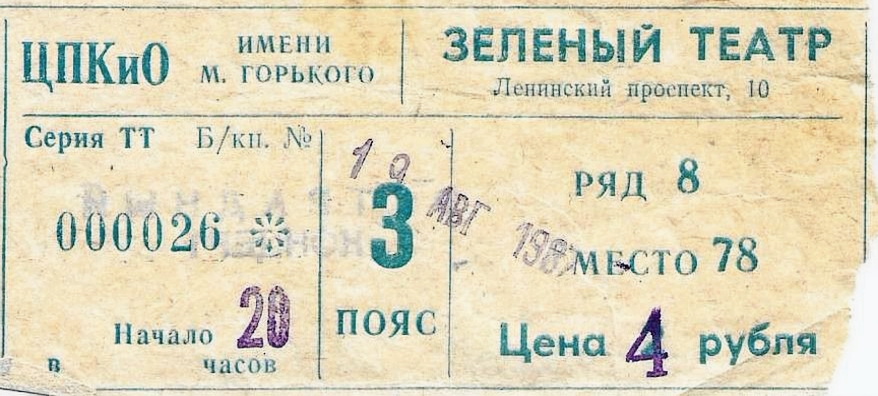 ЦПКиО
ИМЕНИ
М. ГОРЬКОГО
ЗЕЛЕНЫЙ ТЕАТР
Ленинский проспект, 10
Серия ТТ Б/кн. №
000026
Начало 20
в часов
3
ПОЯС
19 АВГ
РЯД 8
МЕСТО 78
Цена 4 рубля